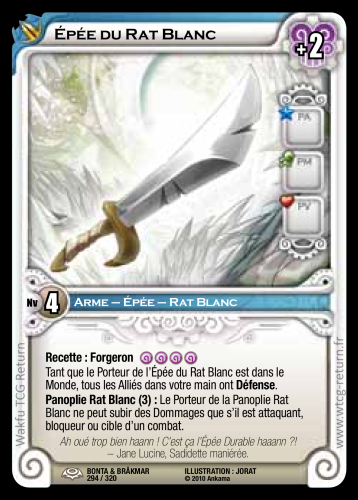 ÉPÉE DU RAT BLANC
+2
PA
PM
PV
Nv 4
ARME – ÉPÉE – RAT BLANC
Recette : Forgeron
Tant que le Porteur de l'Épée du Rat Blanc est dans le
Monde, tous les Alliés dans votre main ont Défense.
Panoplie Rat Blanc (3) : Le Porteur de la Panoplie Rat
Blanc ne peut subir des Dommages que s'il est attaquant,
bloqueur ou cible d'un combat.
Ah oué trop bien haann ! C'est ça l'Épée Durable haaann ?!
– Jane Lucine, Sadidette maniérée.
Wakfu TCG Return
www.wtcg-return.fr
BONTA & BRÂKMAR
294 / 320
ILLUSTRATION : JORAT
© 2010 Ankama